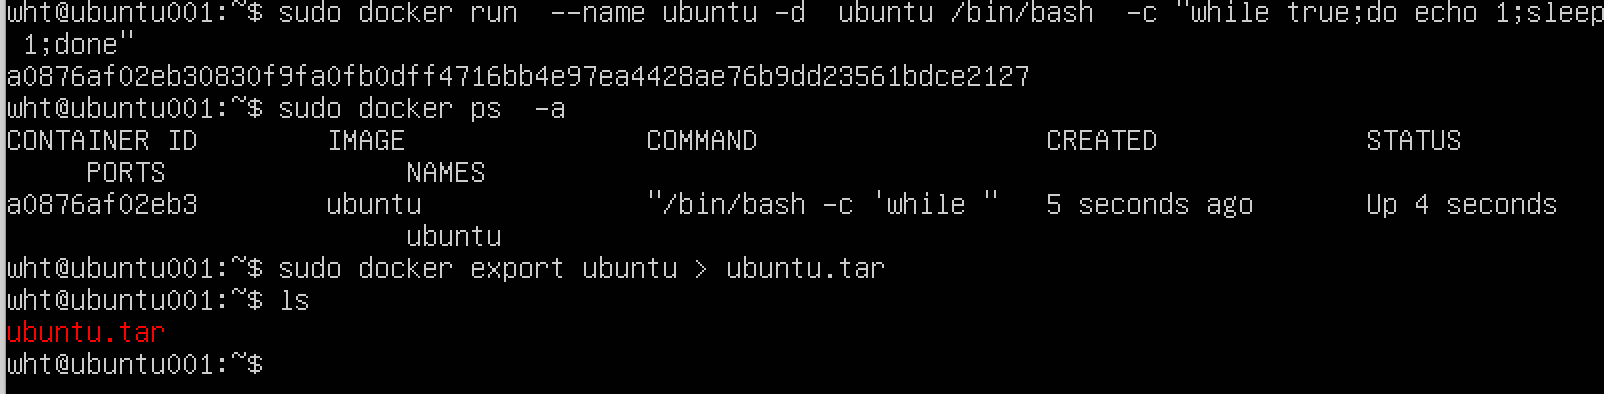 wht@ubuntu001:~$ sudo docker run  --name ubuntu -d  ubuntu /bin/bash  -c "while true;do echo 1;sleep
 1;done"
a0876af02eb30830f9fa0fb0dff4716bb4e97ea4428ae76b9dd23561bdce2127
wht@ubuntu001:~$ sudo docker ps  -a
CONTAINER ID        IMAGE               COMMAND                  CREATED             STATUS
     PORTS               NAMES
a0876af02eb3        ubuntu              "/bin/bash -c 'while "   5 seconds ago       Up 4 seconds
                         ubuntu
wht@ubuntu001:~$ sudo docker export ubuntu > ubuntu.tar
wht@ubuntu001:~$ ls
ubuntu.tar
wht@ubuntu001:~$